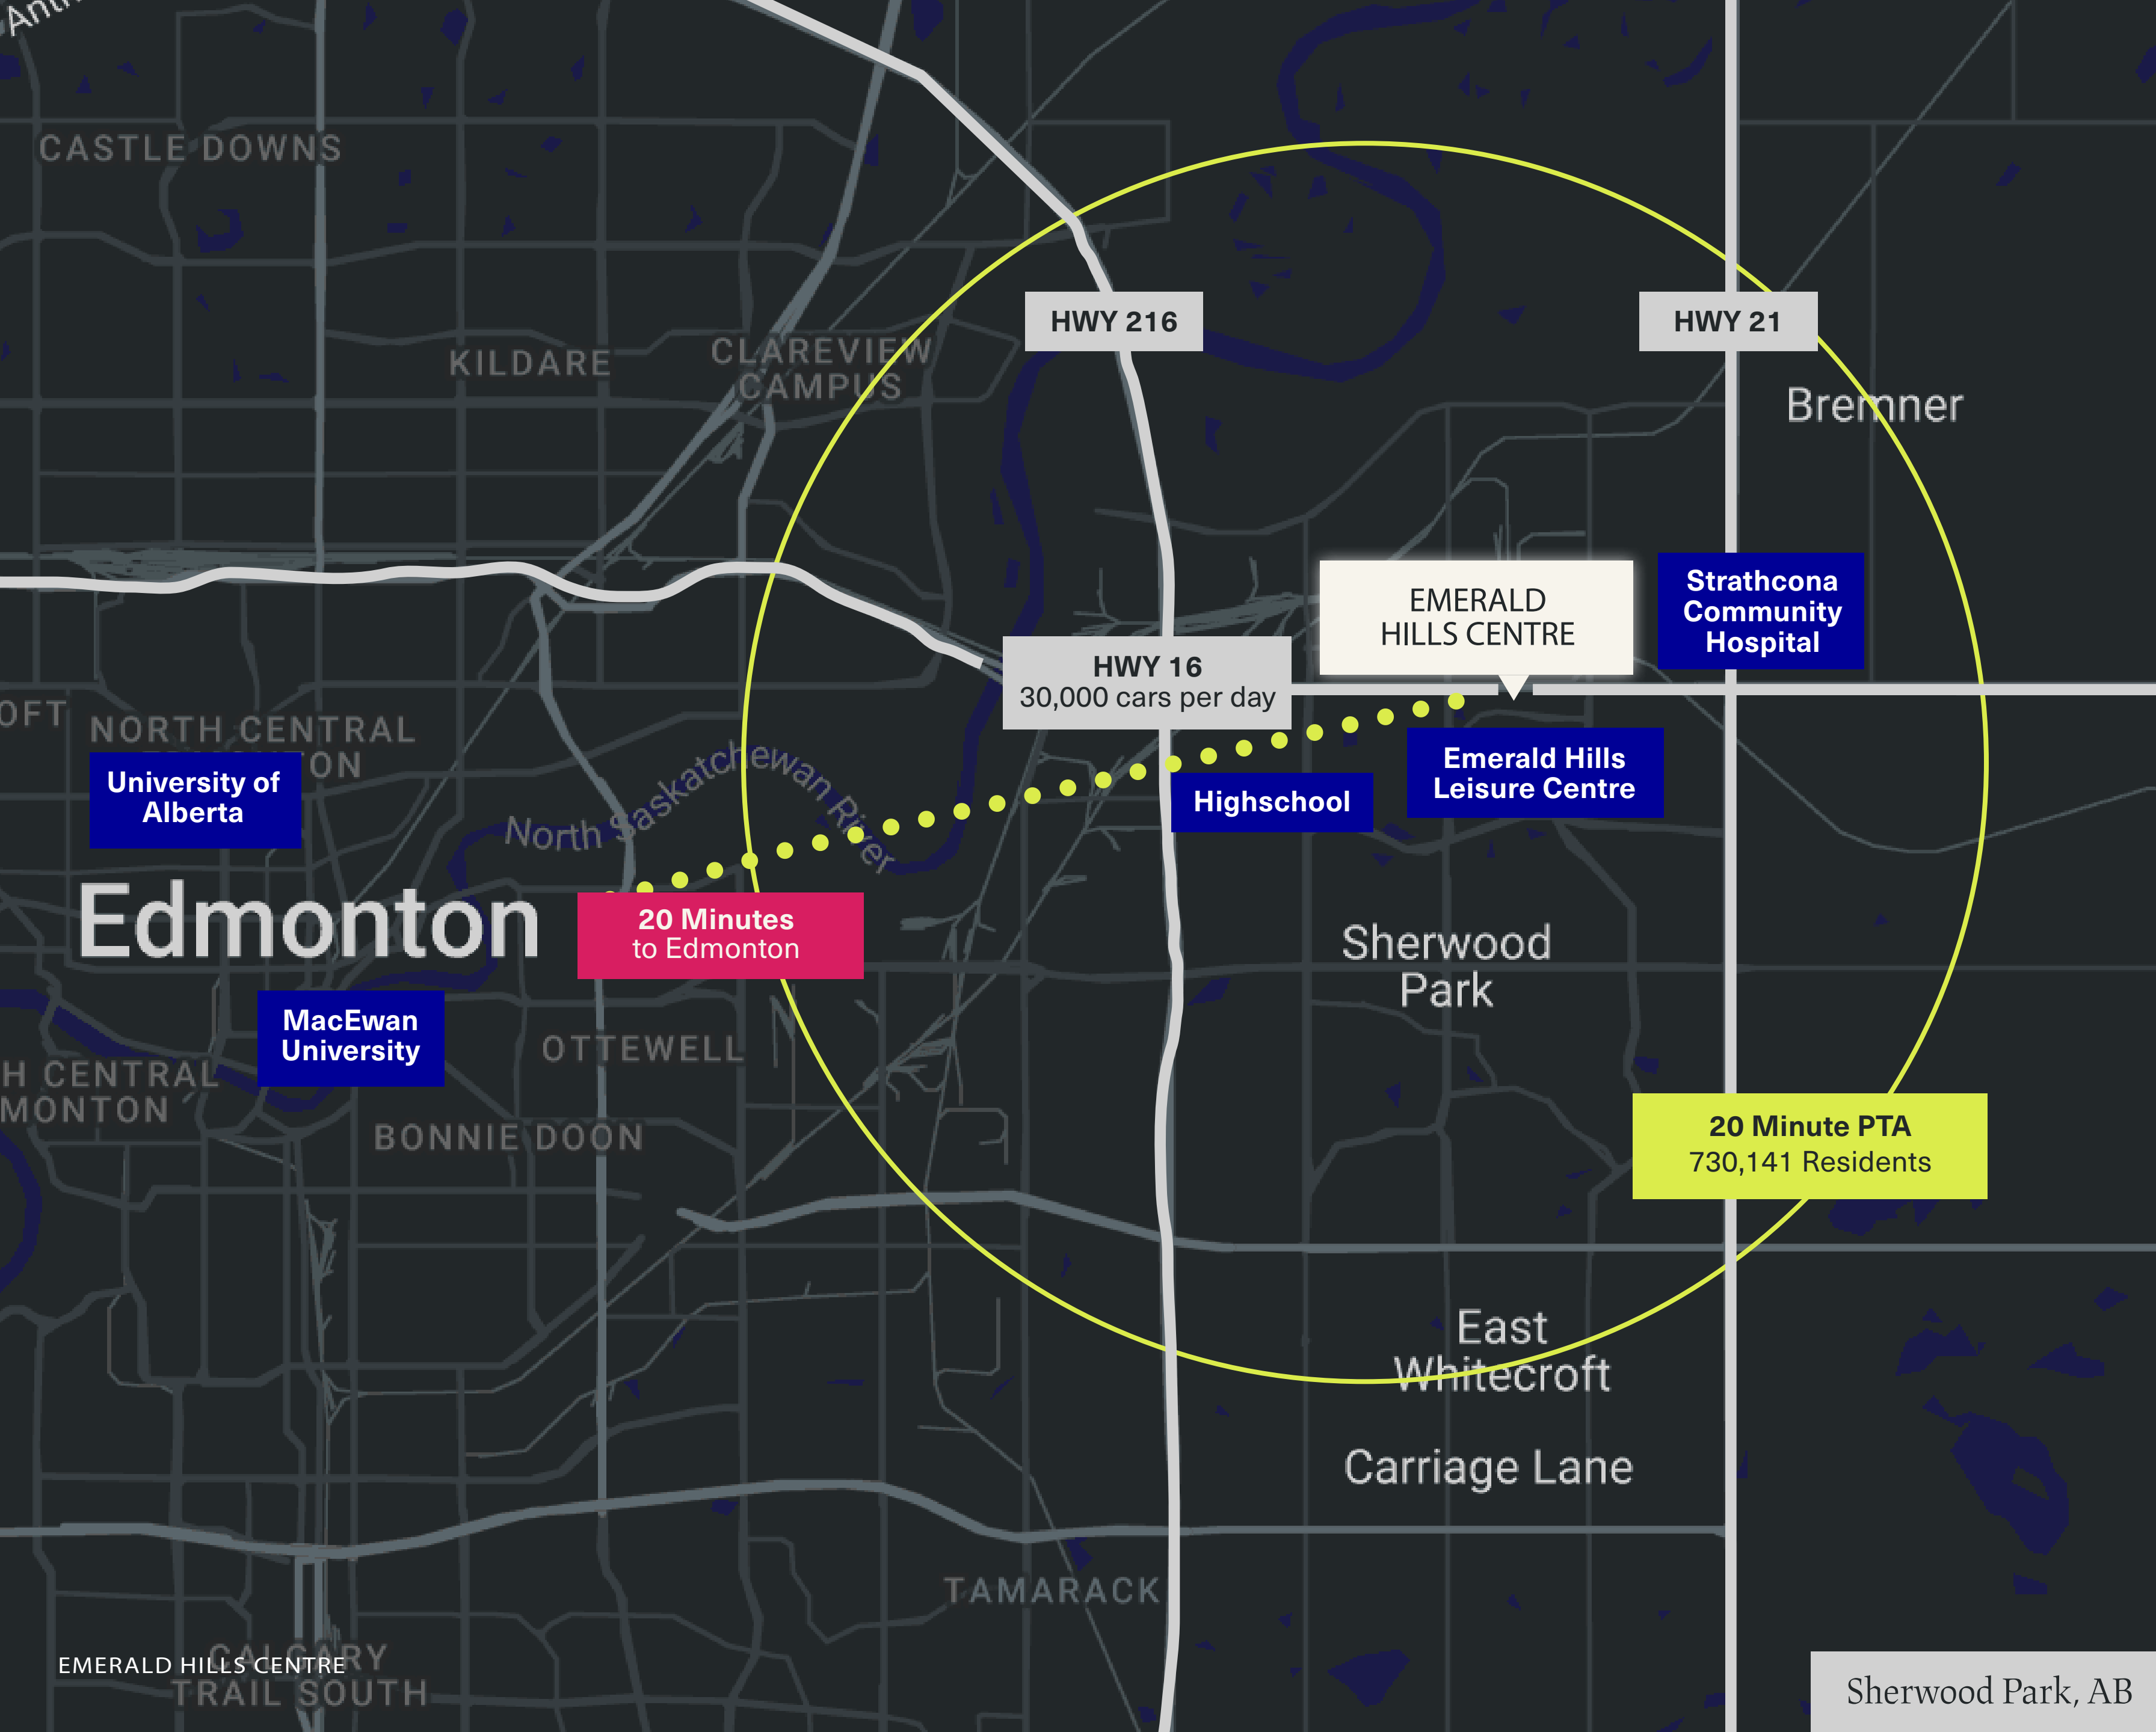 CASTLE DOWNS
HWY 216
HWY 21
KILDARE
CLAREVIEW
CAMPUS
Bremner
EMERALD
HILLS CENTRE
Strathcona
Community
Hospital
HWY 16
30,000 cars per day
NORTH CENTRAL
University of
Alberta
North Saskatchewan River
Emerald Hills
Leisure Centre
Highschool
Edmonton
20 Minutes
to Edmonton
Sherwood
Park
MacEwan
University
OTTEWELL
H CENTRAL
MONTON
BONNIE DOON
20 Minute PTA
730,141 Residents
East
Whitecroft
Carriage Lane
TAMARACK
CALGARY
TRAIL SOUTH
EMERALD HILLS CENTRE
Sherwood Park, AB